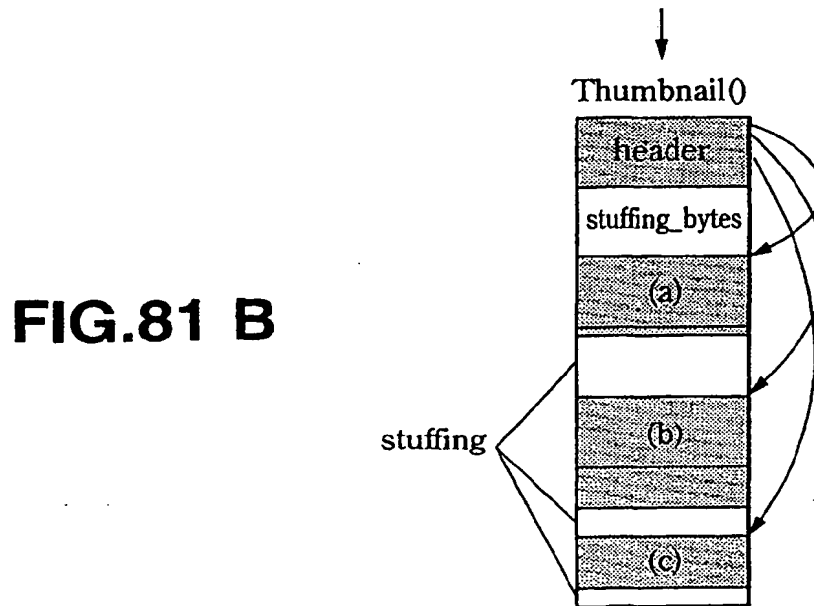 Thumbnail()
header
stuffing_bytes
(a)
FIG.81 B
(b)
stuffing
(c)